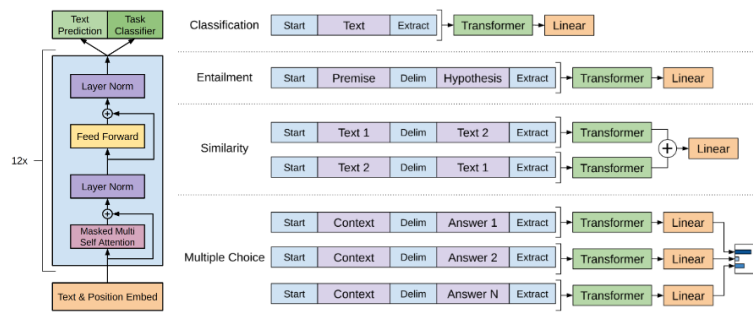 Text
Prediction
Task
Classifier
12x
Layer Norm
Feed Forward
Layer Norm
Masked Multi
Self Attention
Text & Position Embed
Classification
Start Text Extract Transformer Linear
Entailment
Start Premise Delim Hypothesis Extract Transformer Linear
Similarity
Start Text 1 Delim Text 2 Extract Transformer
Start Text 2 Delim Text 1 Extract Transformer
Linear
Multiple Choice
Start Context Delim Answer 1 Extract Transformer Linear
Start Context Delim Answer 2 Extract Transformer Linear
Start Context Delim Answer N Extract Transformer Linear